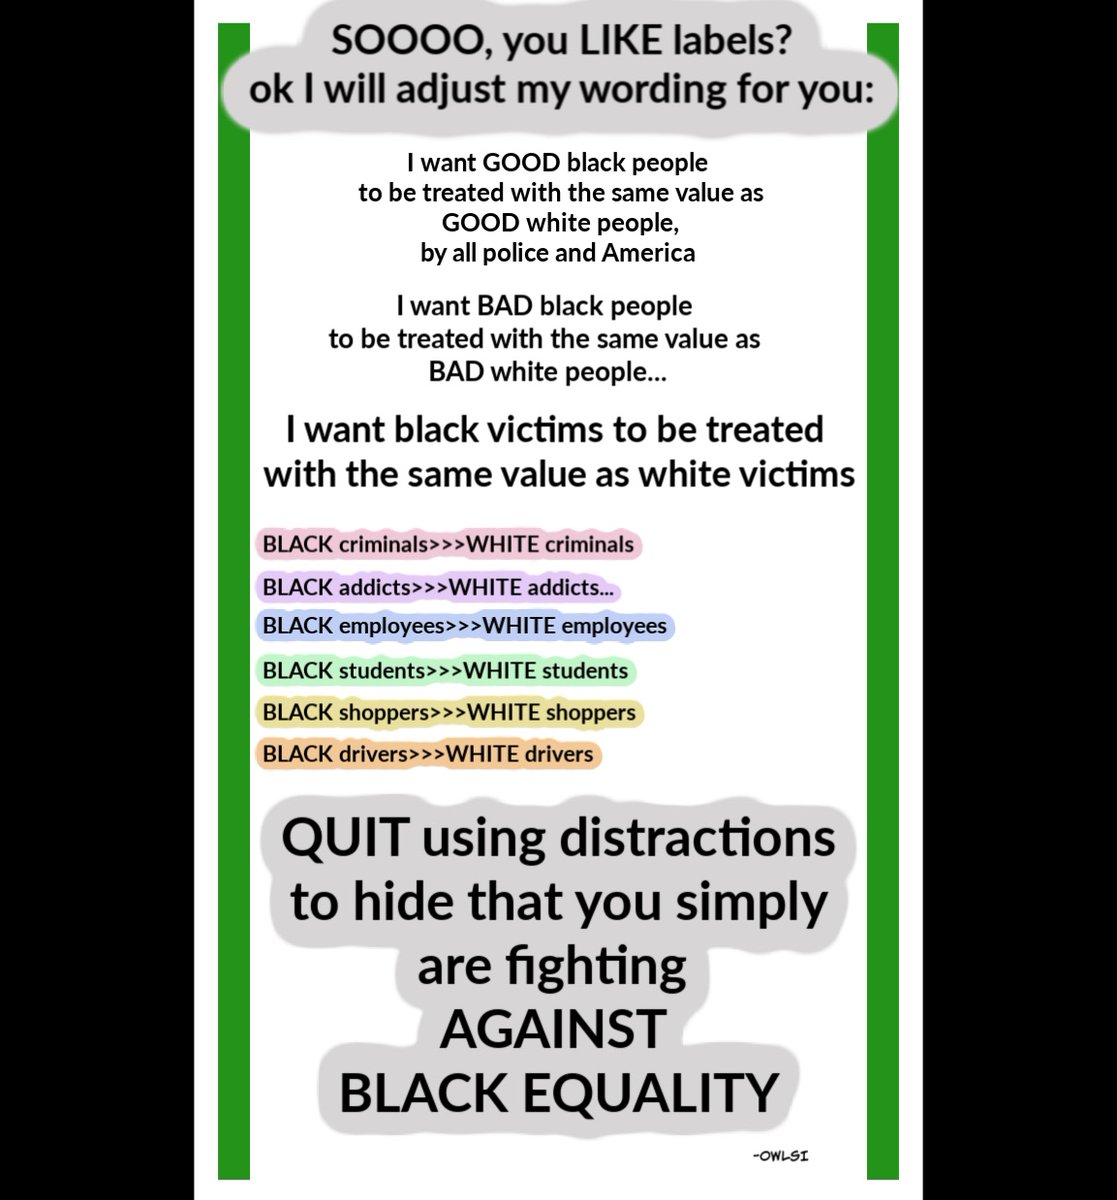 SOOOO, you LIKE labels?
ok I will adjust my wording for you:
I want GOOD black people
to be treated with the same value as
GOOD white people,
by all police and America
I want BAD black people
to be treated with the same value as
BAD white people...
I want black victims to be treated
with the same value as white victims
BLACK criminals>>>WHITE criminals
BLACK addicts>>>WHITE addicts...
BLACK employees>>>WHITE employees
BLACK students>>>WHITE students
BLACK shoppers>>>WHITE shoppers
BLACK drivers>>>WHITE drivers
QUIT using distractions
to hide that you simply
are fighting
AGAINST
BLACK EQUALITY
-OWLSI